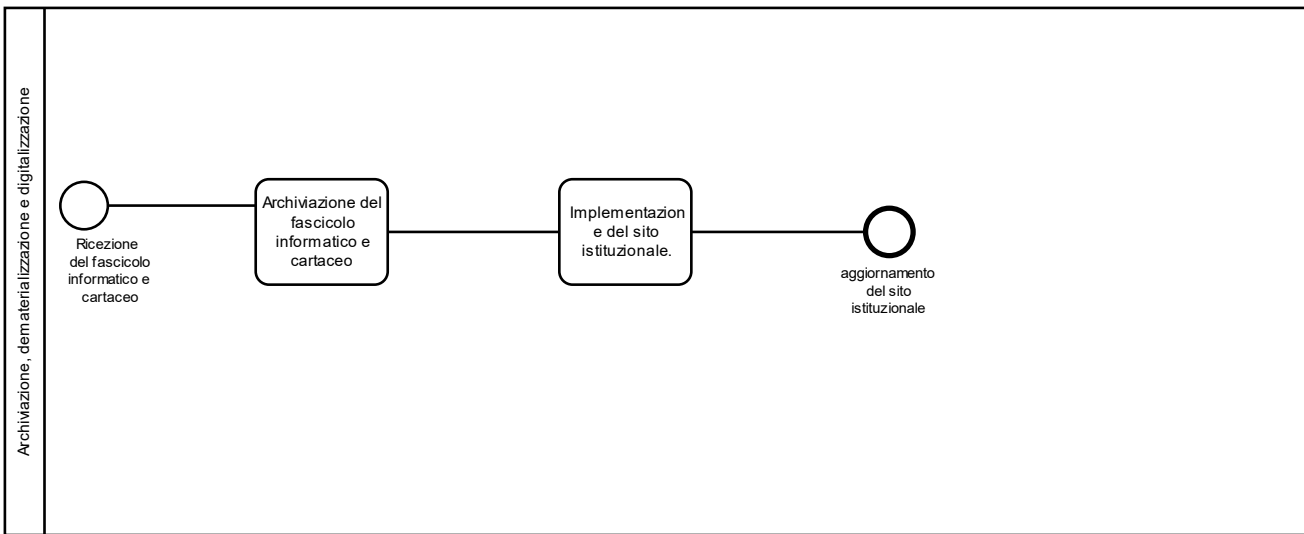 Archiviazione, dematerializzazione e digitalizzazione
Ricezione
del fascicolo
informatico e
cartaceo
Archiviazione del
fascicolo
informatico e
cartaceo
Implementazion
e del sito
istituzionale.
aggiornamento
del sito
istituzionale